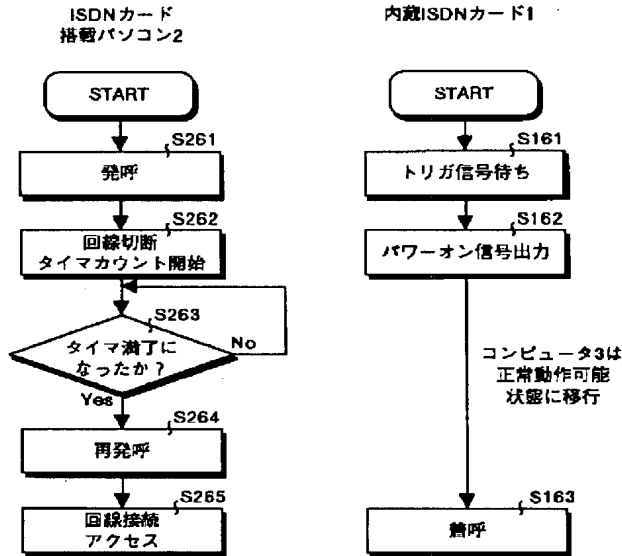 ISDNカード
搭載パソコン2
START
S261
発呼
S262
回線切断
タイマカウント開始
S263
タイマ満了に
なったか？
No
Yes
S264
再発呼
S265
回線接続
アクセス
内蔵ISDNカード1
START
S161
トリガ信号待ち
S162
パワーオン信号出力
コンピュータ3は
正常動作可能
状態に移行
S163
着呼